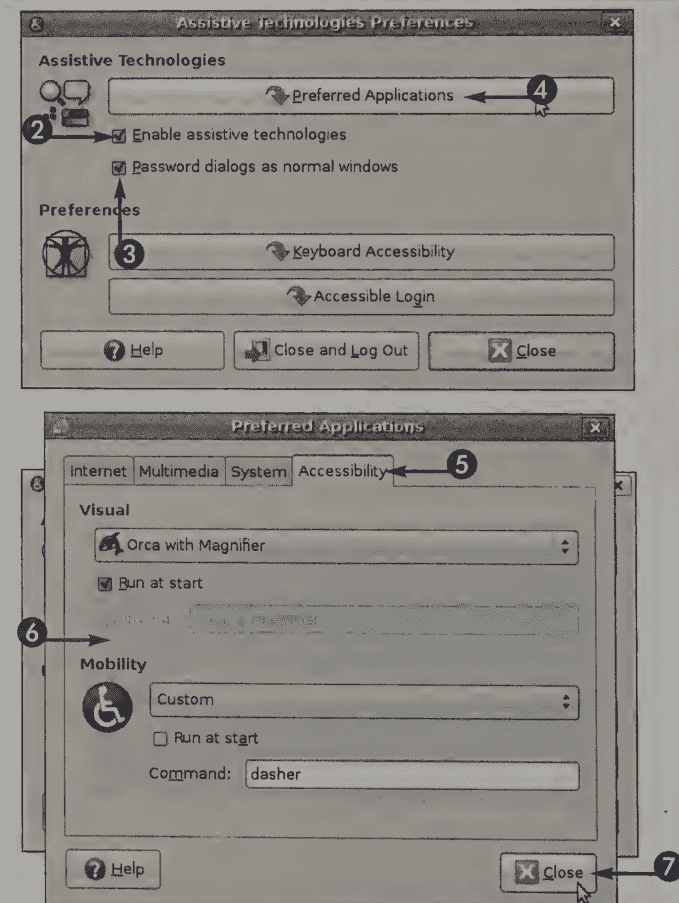 Assistive Technologies Preferences
Assistive Technologies
Preferred Applications 4
2 Enable assistive technologies
Password dialogs as normal windows
Preferences
3 Keyboard Accessibility
Accessible Login
Help Close and Log Out Close
Preferred Applications
Internet Multimedia System Accessibility 5
Visual
Orca with Magnifier
Run at start
6
Mobility
Custom
Run at start
Command: dasher
Help Close 7